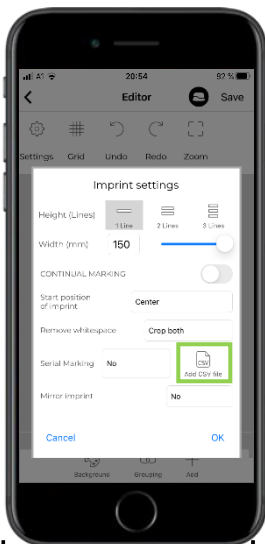 A1 20:54 92 %
Editor Save
Settings Grid Undo Redo Zoom
Imprint settings
Height (Lines) 1 Line 2 Lines 3 Lines
Width (mm) 150
CONTINUAL MARKING
Start position
of imprint Center
Remove whitespace Crop both
Serial Marking No CSV
Add CSV file
Mirror imprint No
Cancel OK
Background Grouping Add